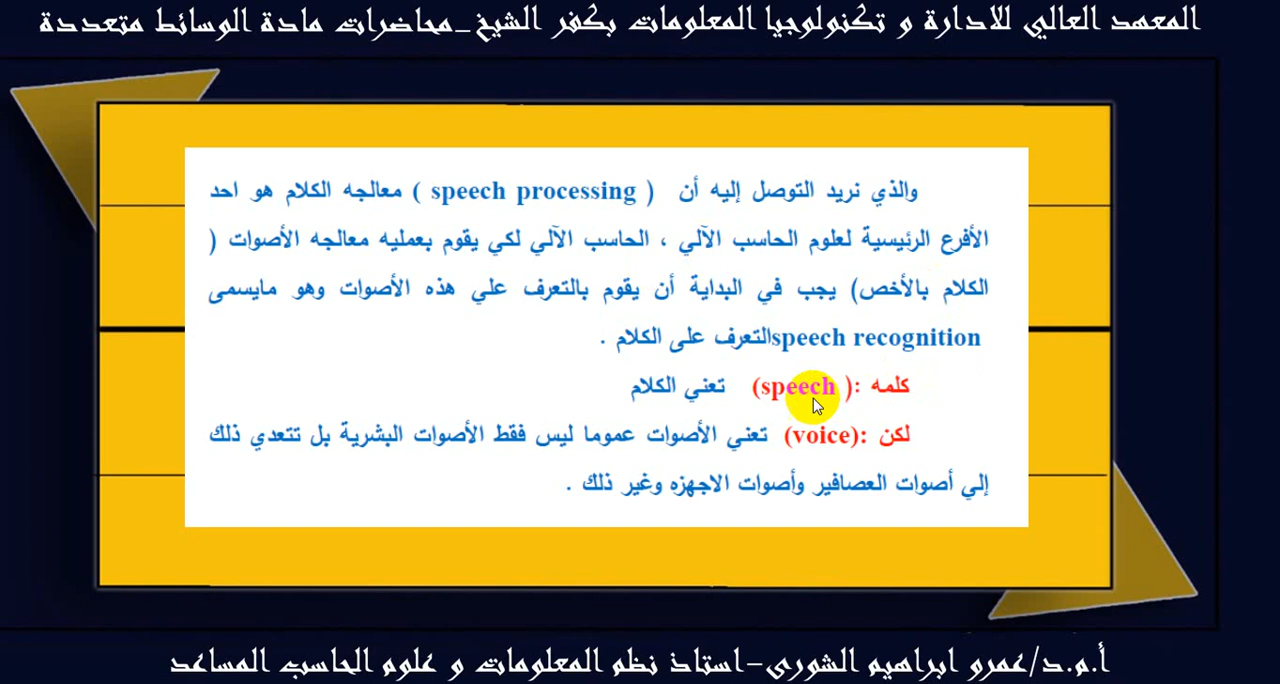 المعهد العالي للادارة و تكنولوجيا المعلومات بكفر الشيخ_محاضرات مادة الوسائط متعددة
والذي نريد التوصل إليه أن ( speech processing ) معالجه الكلام هو احد
الأفرع الرئيسية لعلوم الحاسب الآلي ، الحاسب الآلي لكي يقوم بعمليه معالجه الأصوات (
الكلام بالأخص) يجب في البداية أن يقوم بالتعرف علي هذه الأصوات وهو مايسمى
speech recognitionالتعرف على الكلام .
كلمه :( speech) تعني الكلام
لكن :(voice) تعني الأصوات عموما ليس فقط الأصوات البشرية بل تتعدي ذلك
إلي أصوات العصافير وأصوات الاجهزه وغير ذلك .
أ.م.د/عمرو ابراهيم الشورى-استاذ نظم المعلومات و علوم الحاسب المساعد